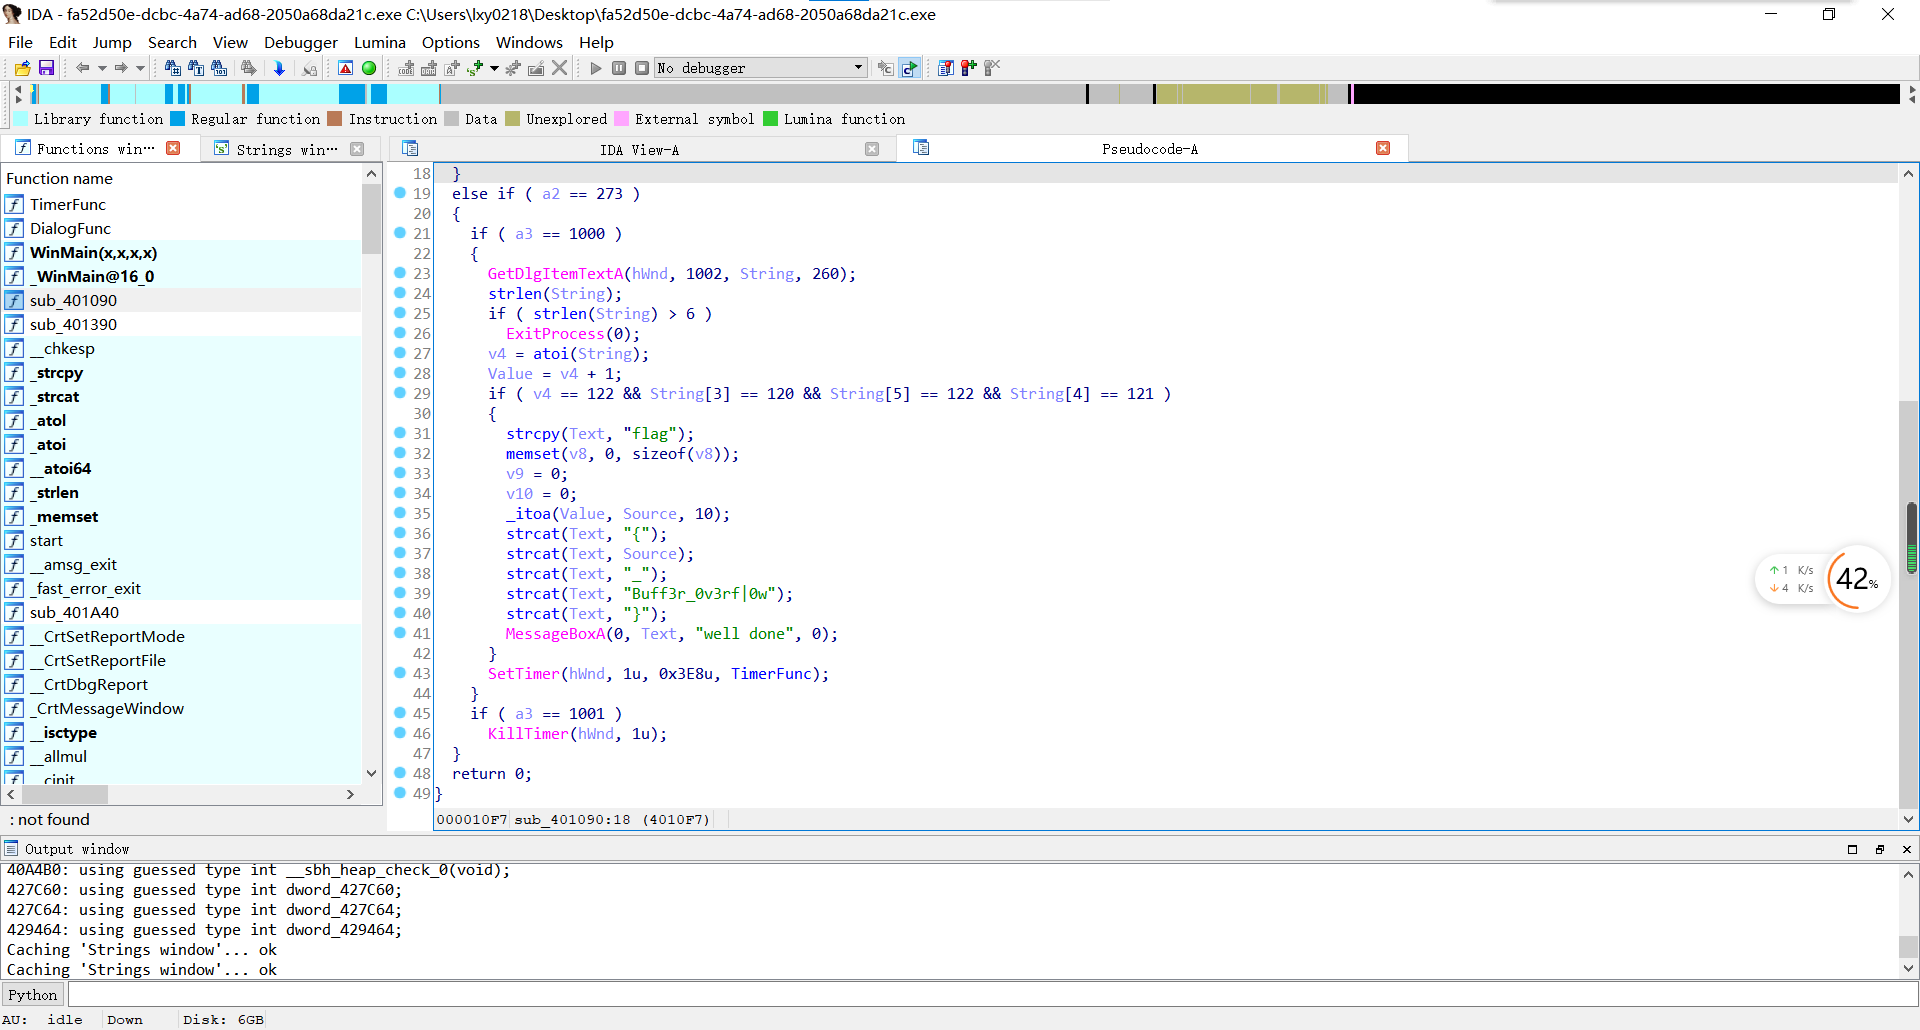 IDA - fa52d50e-dcbc-4a74-ad68-2050a68da21c.exe C:\Users\lxy0218\Desktop\fa52d50e-dcbc-4a74-ad68-2050a68da21c.exe
File Edit Jump Search View Debugger Lumina Options Windows Help
No debugger
Library function Regular function Instruction Data Unexplored External symbol Lumina function
Functions win··· Strings win··· IDA View-A Pseudocode-A
Function name
TimerFunc
DialogFunc
WinMain(x,x,x,x)
_WinMain@16_0
sub_401090
sub_401390
__chkesp
_strcpy
_strcat
_atol
_atoi
__atoi64
_strlen
_memset
start
__amsg_exit
_fast_error_exit
sub_401A40
__CrtSetReportMode
__CrtSetReportFile
__CrtDbgReport
_CrtMessageWindow
__isctype
__allmul
__cinit
: not found
18 }
19 else if ( a2 == 273 )
20 {
21 if ( a3 == 1000 )
22 {
23 GetDlgItemTextA(hWnd, 1002, String, 260);
24 strlen(String);
25 if ( strlen(String) > 6 )
26 ExitProcess(0);
27 v4 = atoi(String);
28 Value = v4 + 1;
29 if ( v4 == 122 && String[3] == 120 && String[5] == 122 && String[4] == 121 )
30 {
31 strcpy(Text, "flag");
32 memset(v8, 0, sizeof(v8));
33 v9 = 0;
34 v10 = 0;
35 _itoa(Value, Source, 10);
36 strcat(Text, "{");
37 strcat(Text, Source);
38 strcat(Text, "_");
39 strcat(Text, "Buff3r_0v3rf|0w");
40 strcat(Text, "}");
41 MessageBoxA(0, Text, "well done", 0);
42 }
43 SetTimer(hWnd, 1u, 0x3E8u, TimerFunc);
44 }
45 if ( a3 == 1001 )
46 KillTimer(hWnd, 1u);
47 }
48 return 0;
49 }
000010F7 sub_401090:18 (4010F7)
↑ 1 K/s
↓ 4 K/s
42%
Output window
40A4B0: using guessed type int __sbh_heap_check_0(void);
427C60: using guessed type int dword_427C60;
427C64: using guessed type int dword_427C64;
429464: using guessed type int dword_429464;
Caching 'Strings window'... ok
Caching 'Strings window'... ok
Python
AU: idle Down Disk: 6GB